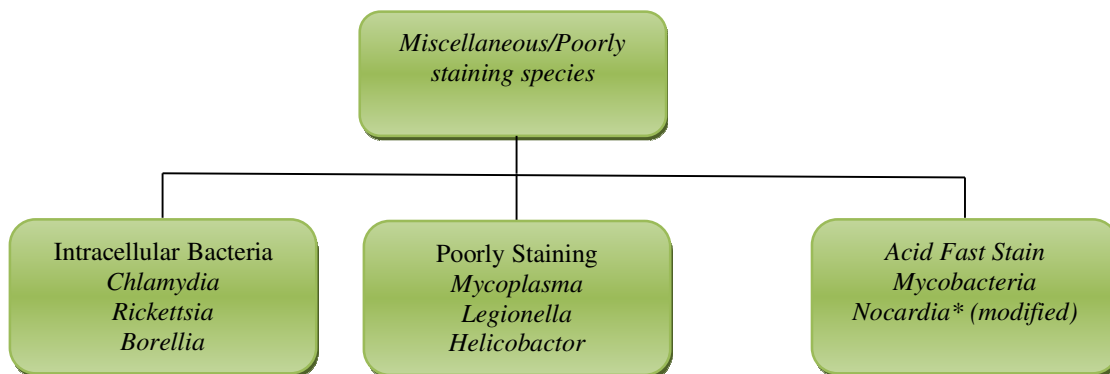 Miscellaneous/Poorly
staining species
Intracellular Bacteria
Chlamydia
Rickettsia
Borellia
Poorly Staining
Mycoplasma
Legionella
Helicobactor
Acid Fast Stain
Mycobacteria
Nocardia* (modified)